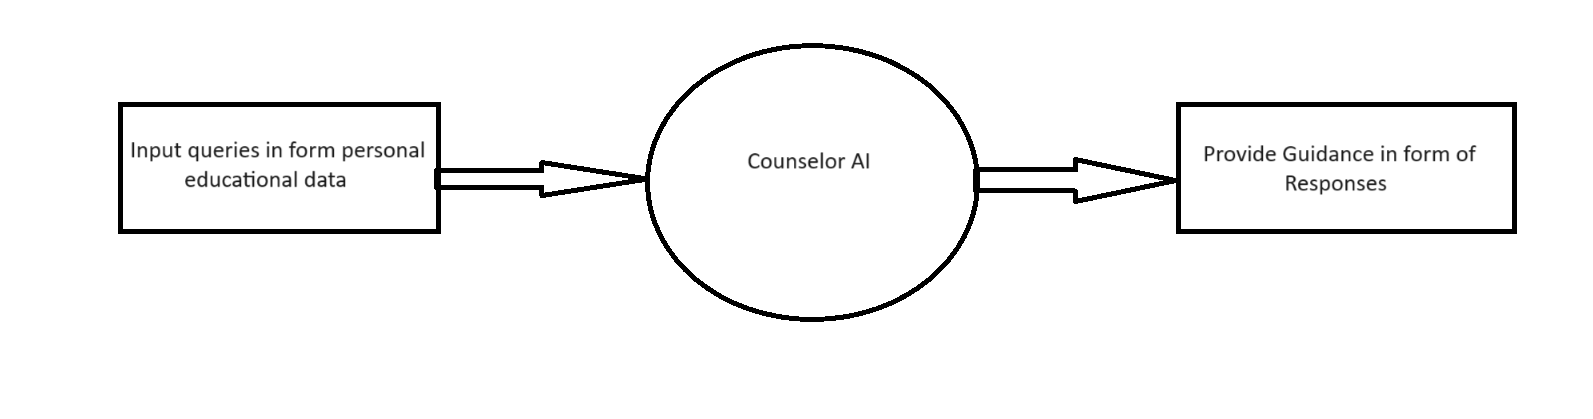 Input queries in form personal
educational data
Counselor AI
Provide Guidance in form of
Responses